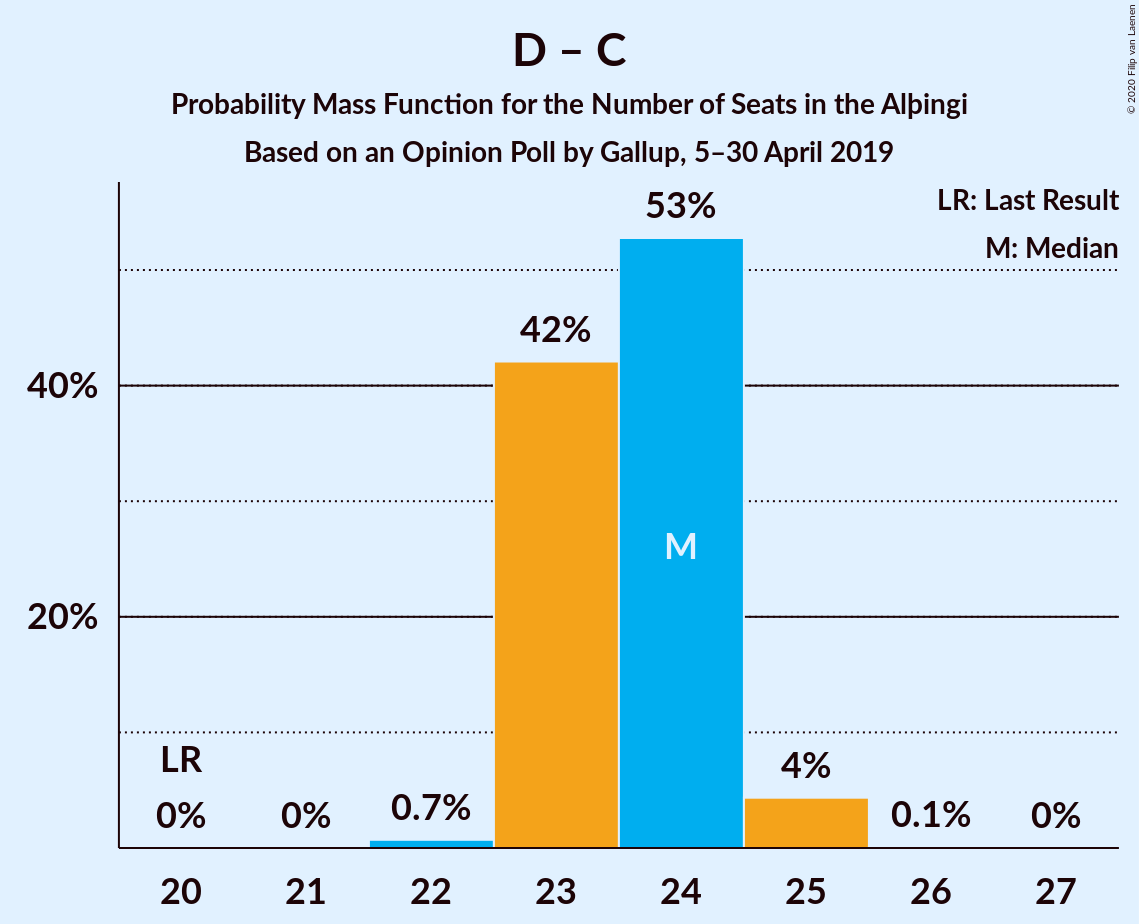 D – C
Probability Mass Function for the Number of Seats in the Alþingi
Based on an Opinion Poll by Gallup, 5–30 April 2019
© 2020 Filip van Laenen
LR: Last Result
M: Median
53%
42%
40%
M
20%
LR
4%
0%
0%
0.7%
0.1%
0%
20
21
22
23
24
25
26
27